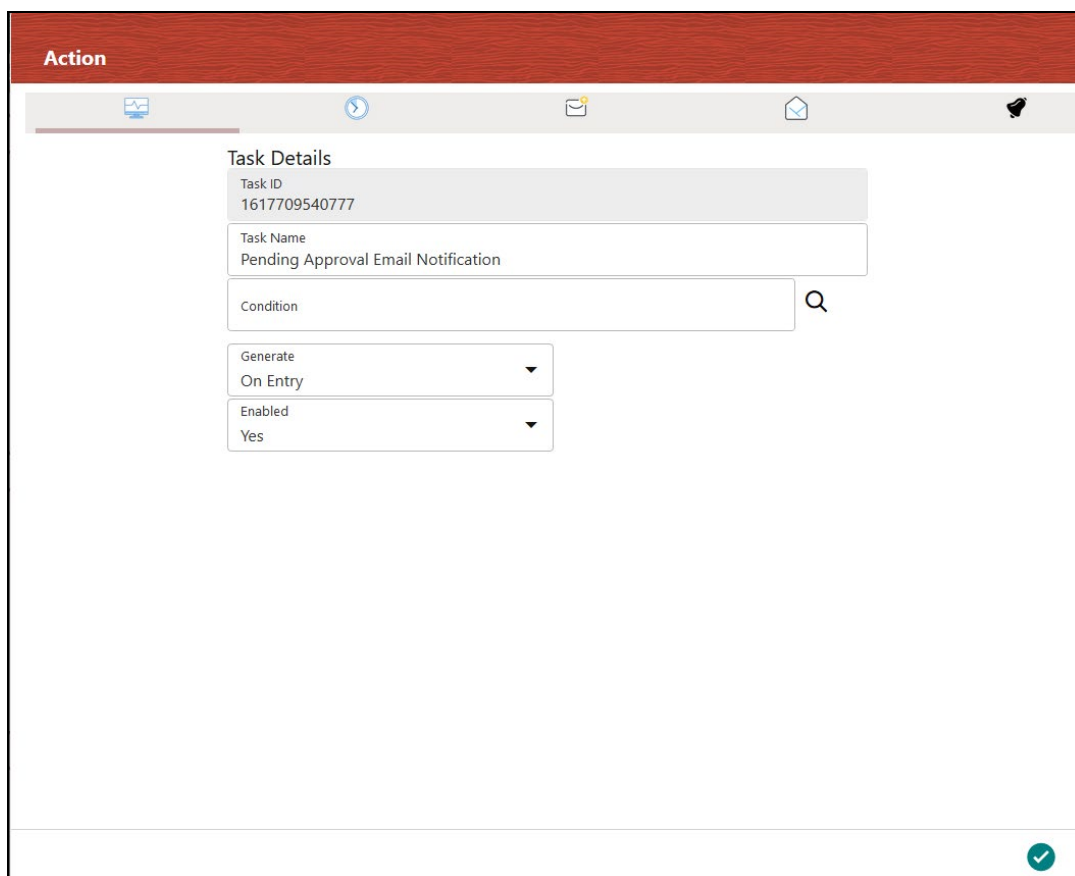 Action
Task Details
Task ID
1617709540777
Task Name
Pending Approval Email Notification
Condition
Generate
On Entry
Enabled
Yes